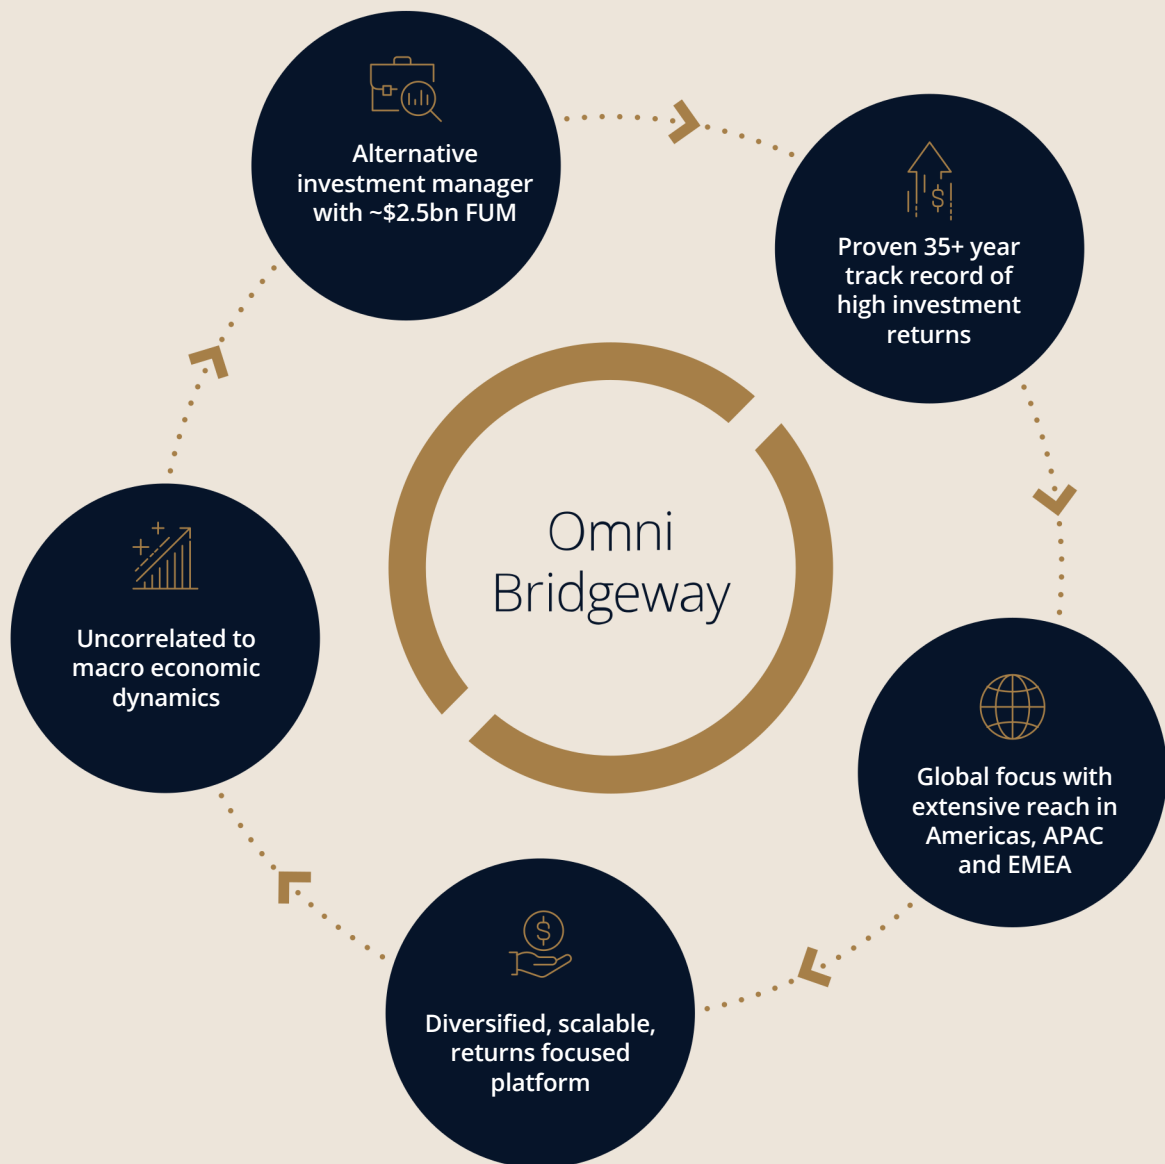 Alternative
investment manager
with ~$2.5bn FUM
Proven 35+ year
track record of
high investment
returns
Global focus with
extensive reach in
Americas, APAC
and EMEA
Diversified, scalable,
returns focused
platform
Uncorrelated to
macro economic
dynamics
Omni
Bridgeway